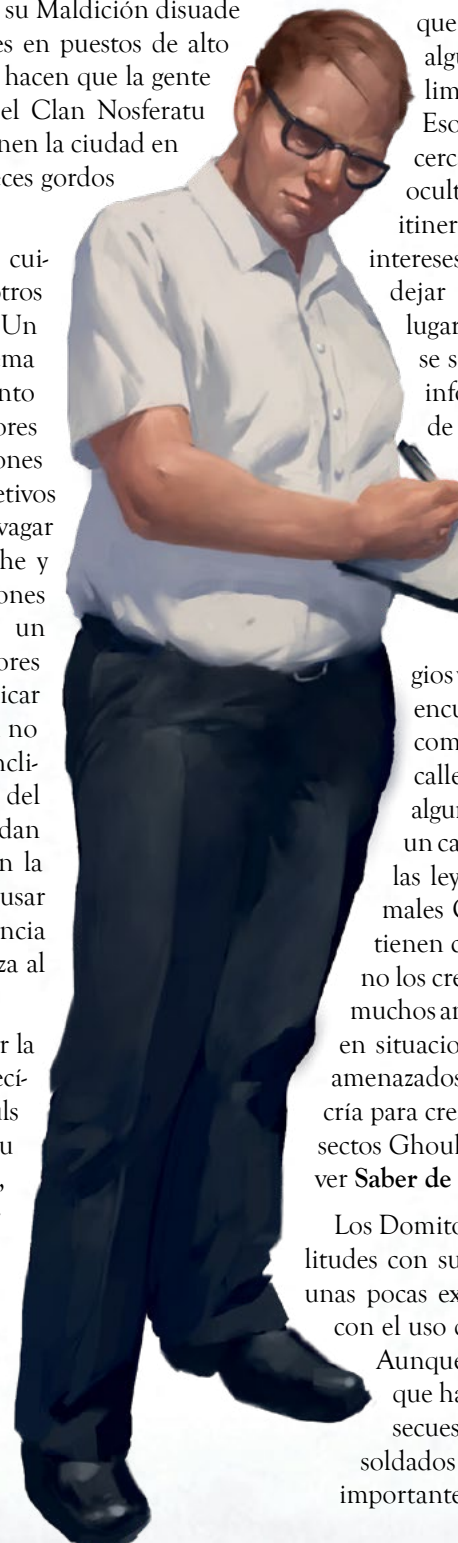 su Maldición disuade
es en puestos de alto
hacen que la gente
el Clan Nosferatu
nen la ciudad en
eces gordos
cui-
otros
Un
ma
nto
ores
ones
etivos
vagar
he y
ones
un
ores
icar
no
ncli-
del
dan
n la
usar
ncia
za al
r la
ecí-
ls
u
,
que
algu
lim
Eso
cerc
ocult
itiner
intereses
dejar
lugar
se s
info
de
gios
encu
com
calle
algun
un ca
las ley
males G
tienen c
no los cre
muchos an
en situacio
amenazados
cría para cre
sectos Ghoul
ver Saber de
Los Domito
litudes con su
unas pocas ex
con el uso c
Aunque
que ha
secues
soldados
importante